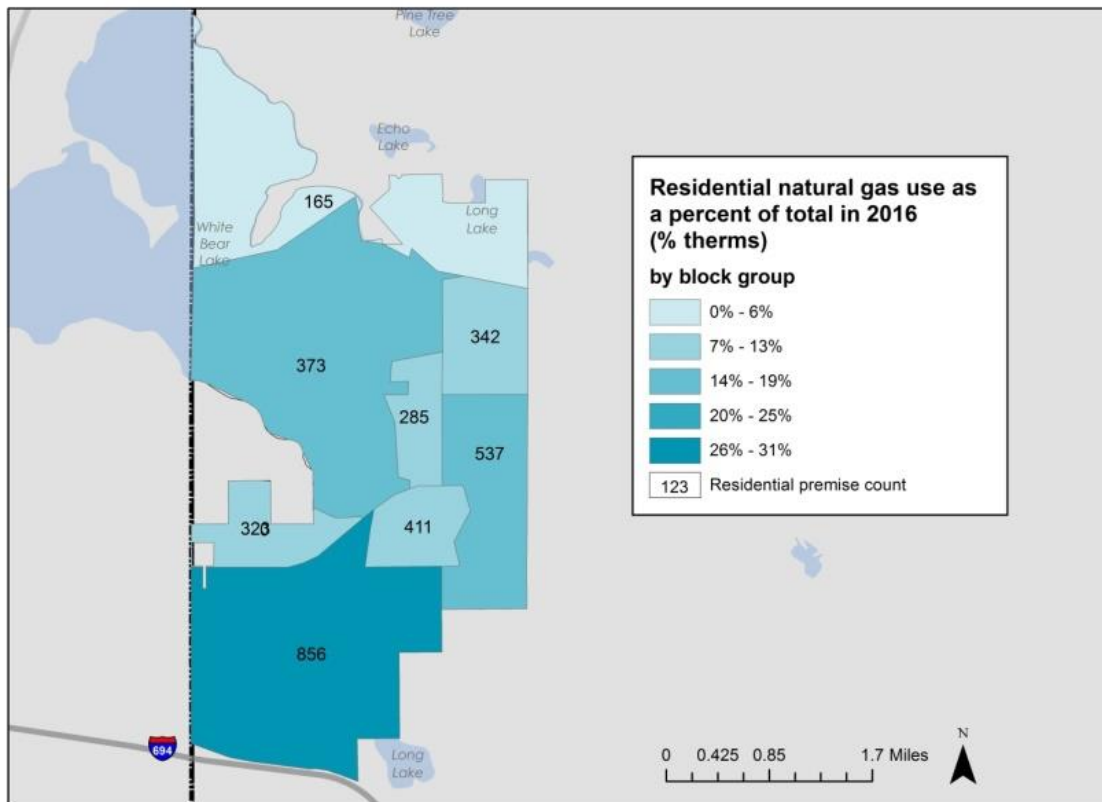 Pine Tree
Lake
Echo
Lake
165
Long
Lake
White
Bear
Lake
Residential natural gas use as
a percent of total in 2016
(% therms)
by block group
0% - 6%
7% - 13%
14% - 19%
20% - 25%
26% - 31%
123 Residential premise count
342
373
285
537
411
856
694
Long
Lake
0 0.425 0.85 1.7 Miles
N